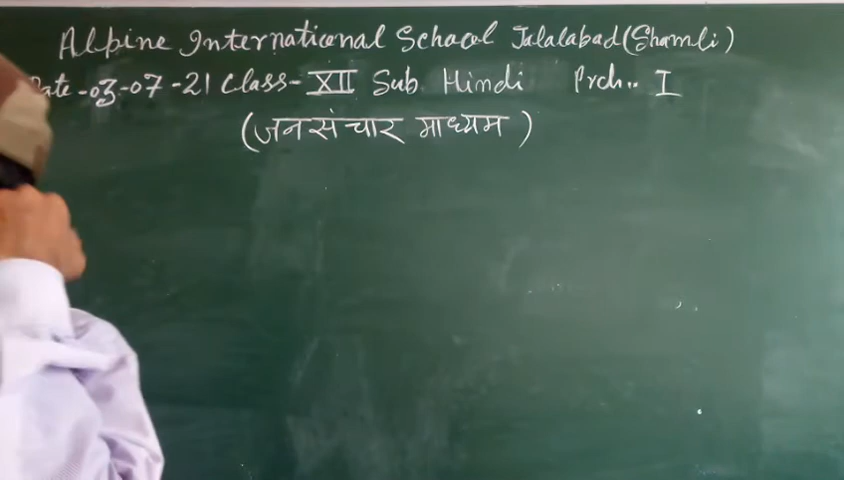 Alpine International School Jalalabad (Shamli)
Date -03-07-21 Class- XII Sub Hindi Prch.. I
(जनसंचार माध्यम)